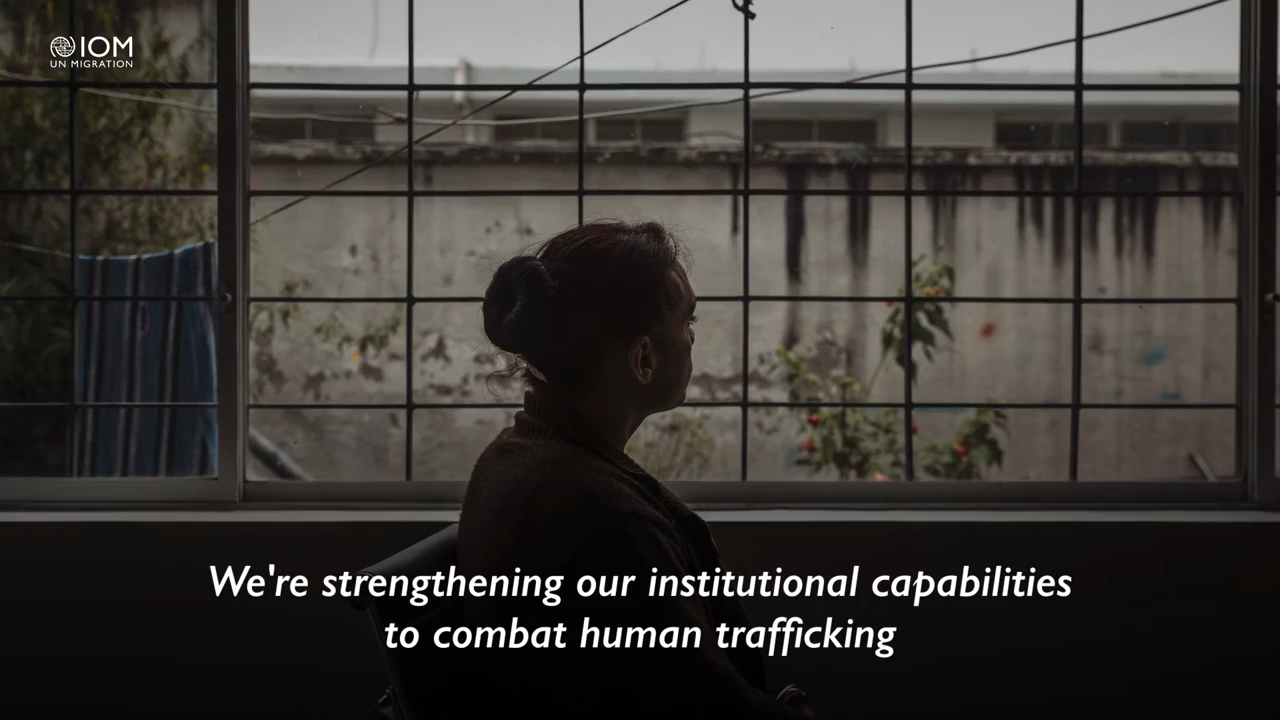 IOM
UN MIGRATION
We're strengthening our institutional capabilities
to combat human trafficking